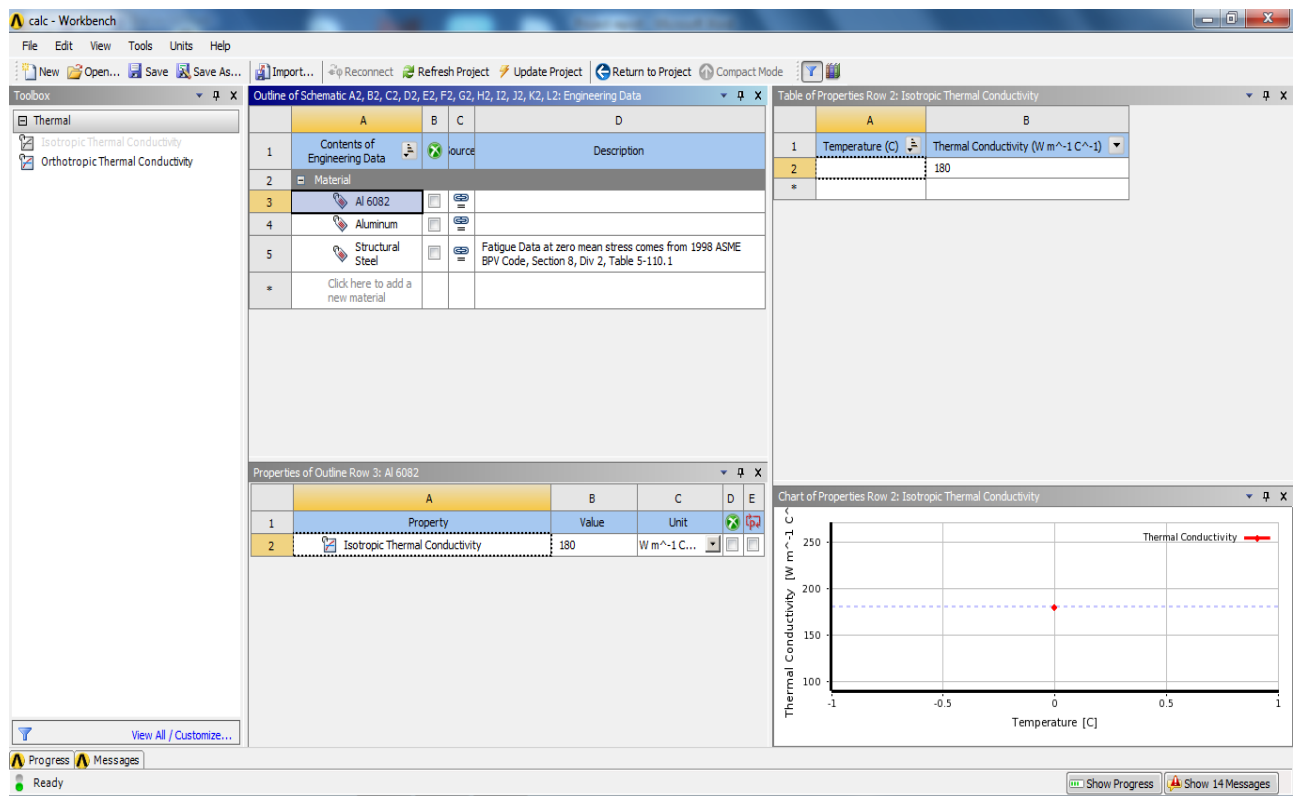 calc - Workbench
File Edit View Tools Units Help
New Open... Save Save As... Import... Reconnect Refresh Project Update Project Return to Project Compact Mode
Toolbox
Thermal
Isotropic Thermal Conductivity
Orthotropic Thermal Conductivity
View All / Customize...
Outline of Schematic A2, B2, C2, D2, E2, F2, G2, H2, I2, J2, K2, L2: Engineering Data
A B C D
1 Contents of
Engineering Data ource Description
2 Material
3 Al 6082
4 Aluminum
5 Structural
Steel Fatigue Data at zero mean stress comes from 1998 ASME
BPV Code, Section 8, Div 2, Table 5-110.1
* Click here to add a
new material
Properties of Outline Row 3: Al 6082
A B C D E
1 Property Value Unit
2 Isotropic Thermal Conductivity 180 W m^-1 C...
Table of Properties Row 2: Isotropic Thermal Conductivity
A B
1 Temperature (C) Thermal Conductivity (W m^-1 C^-1)
2 180
*
Chart of Properties Row 2: Isotropic Thermal Conductivity
Thermal Conductivity [W m^-1 C^
250
200
150
100
Thermal Conductivity
-1 -0.5 0 0.5 1
Temperature [C]
Progress Messages
Ready
Show Progress Show 14 Messages